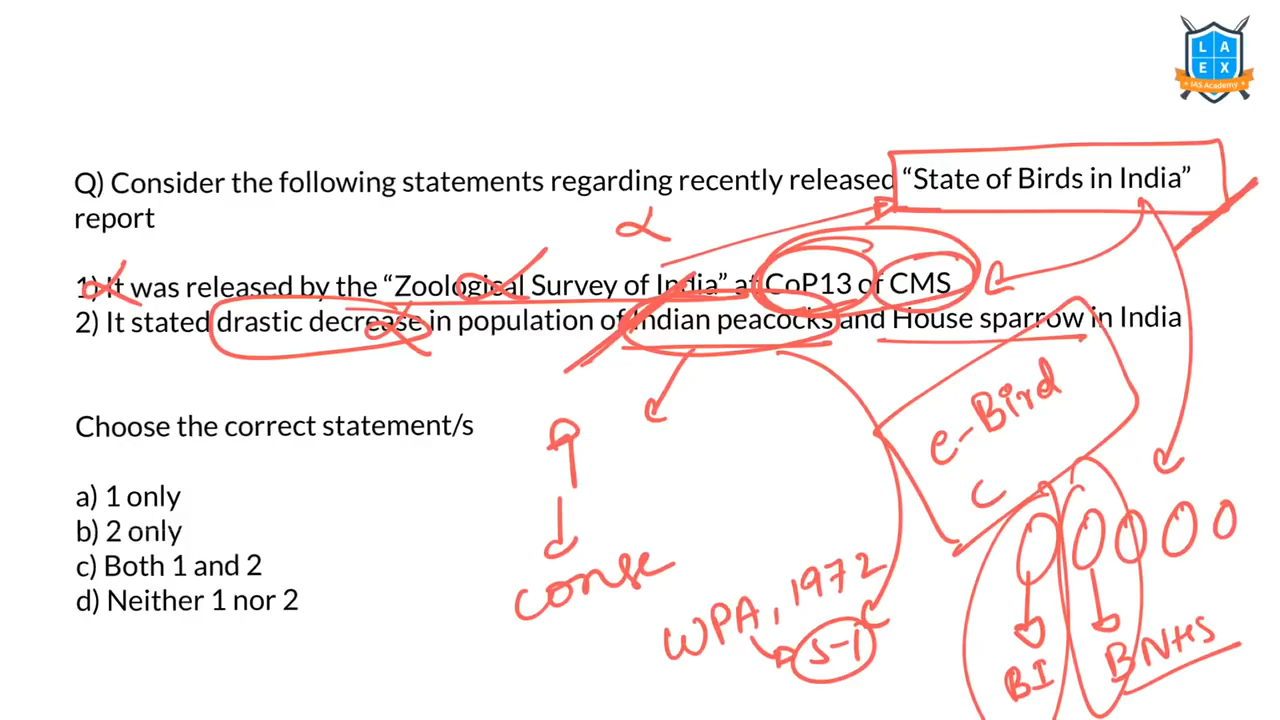 L A
E X
IAS Academy
Q) Consider the following statements regarding recently released “State of Birds in India”
report
1) It was released by the “Zoological Survey of India” at CoP13 of CMS
2) It stated drastic decrease in population of Indian peacocks and House sparrow in India
e-Bird
Choose the correct statement/s
a) 1 only
b) 2 only
c) Both 1 and 2
d) Neither 1 nor 2
conse
WPA, 1972
S-1
BI
BNHS